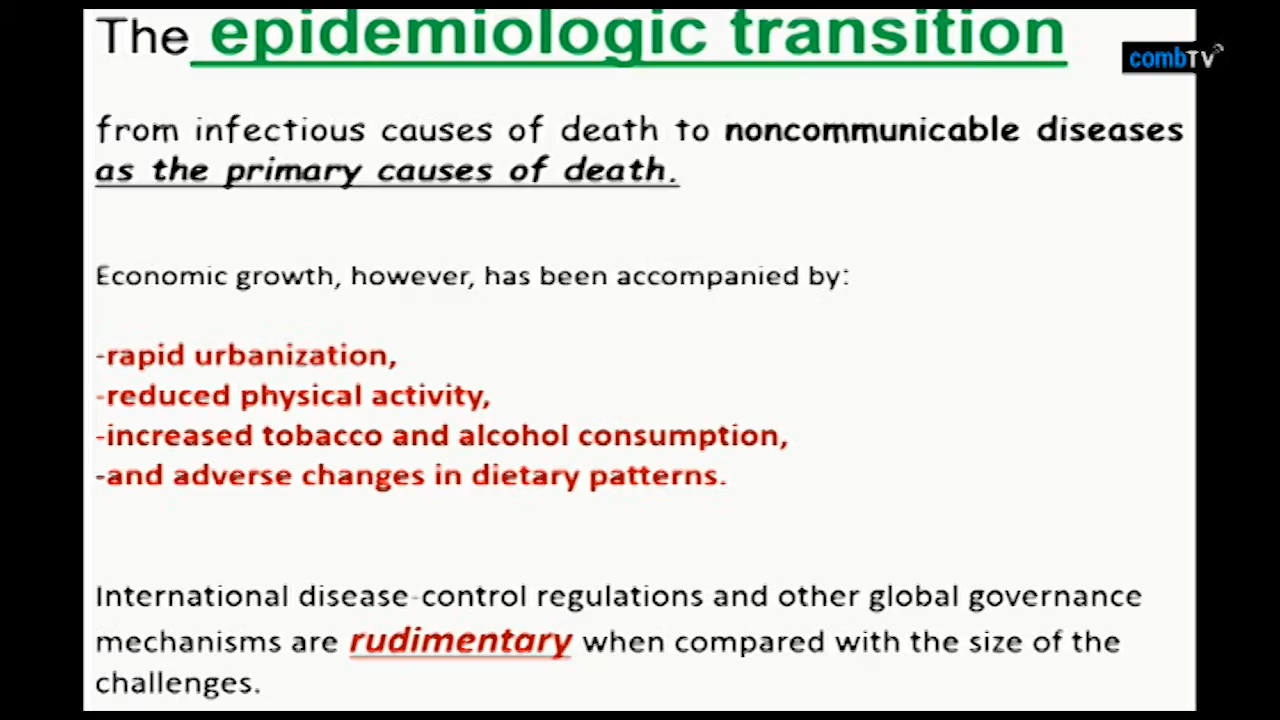 The epidemiologic transition
combTV
from infectious causes of death to noncommunicable diseases
as the primary causes of death.
Economic growth, however, has been accompanied by:
-rapid urbanization,
-reduced physical activity,
-increased tobacco and alcohol consumption,
-and adverse changes in dietary patterns.
International disease-control regulations and other global governance
mechanisms are rudimentary when compared with the size of the
challenges.